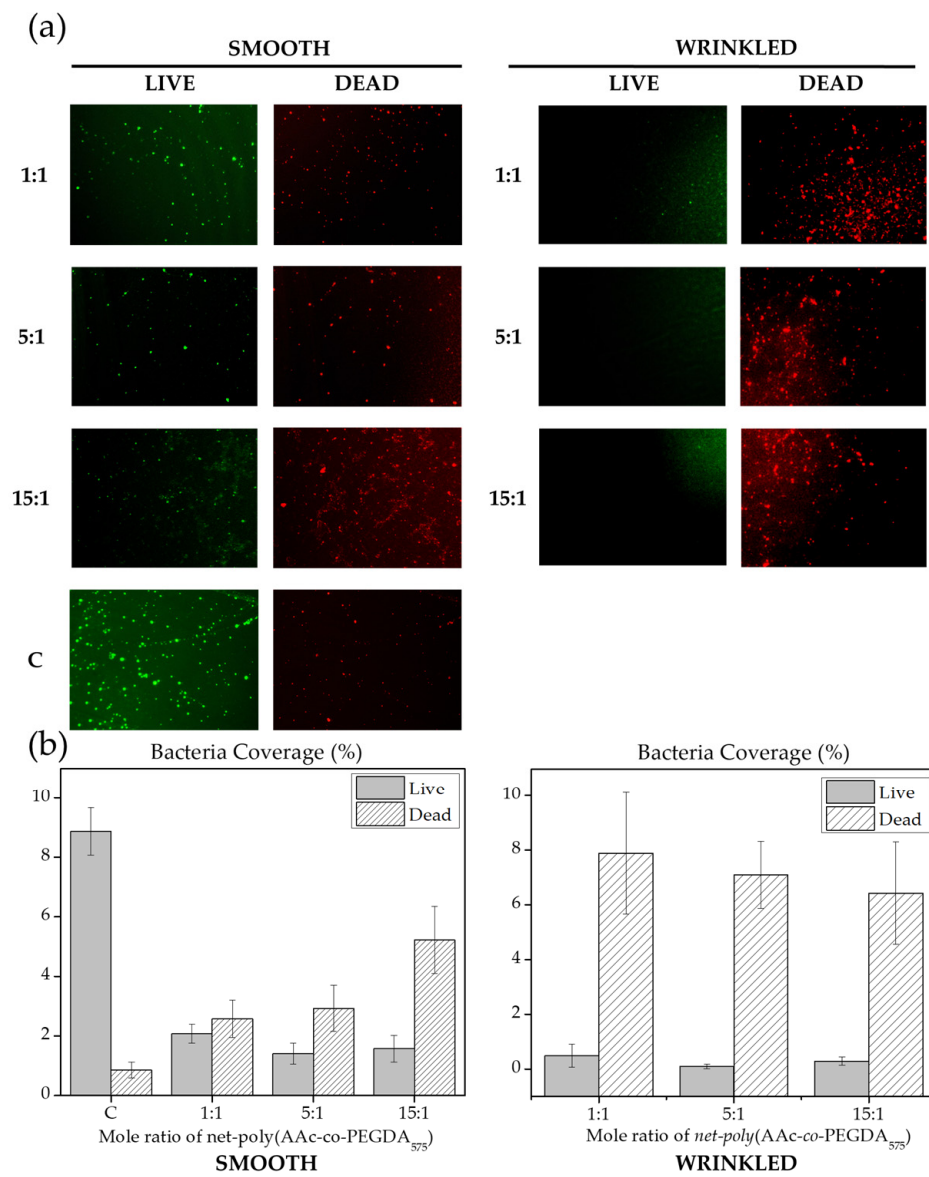 (a)
SMOOTH
WRINKLED
LIVE DEAD
LIVE DEAD
1:1
1:1
5:1
5:1
15:1
15:1
C
(b)
Bacteria Coverage (%)
Live
Dead
10
8
6
4
2
0
C 1:1 5:1 15:1
Mole ratio of net-poly(AAc-co-PEGDA575)
SMOOTH
Bacteria Coverage (%)
Live
Dead
10
8
6
4
2
0
1:1 5:1 15:1
Mole ratio of net-poly(AAc-co-PEGDA575)
WRINKLED